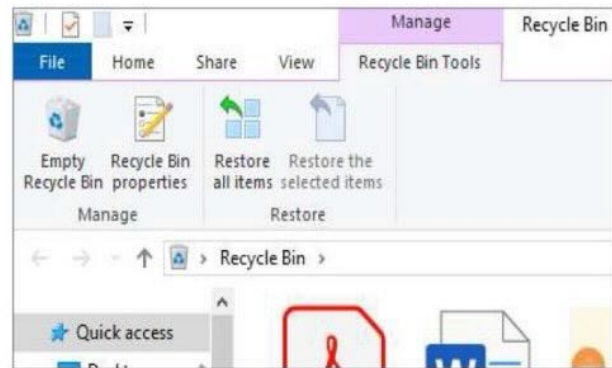 Manage Recycle Bin
File Home Share View Recycle Bin Tools
Empty Recycle Bin Restore Restore the
Recycle Bin properties all items selected items
Manage Restore
Recycle Bin
Quick access
W